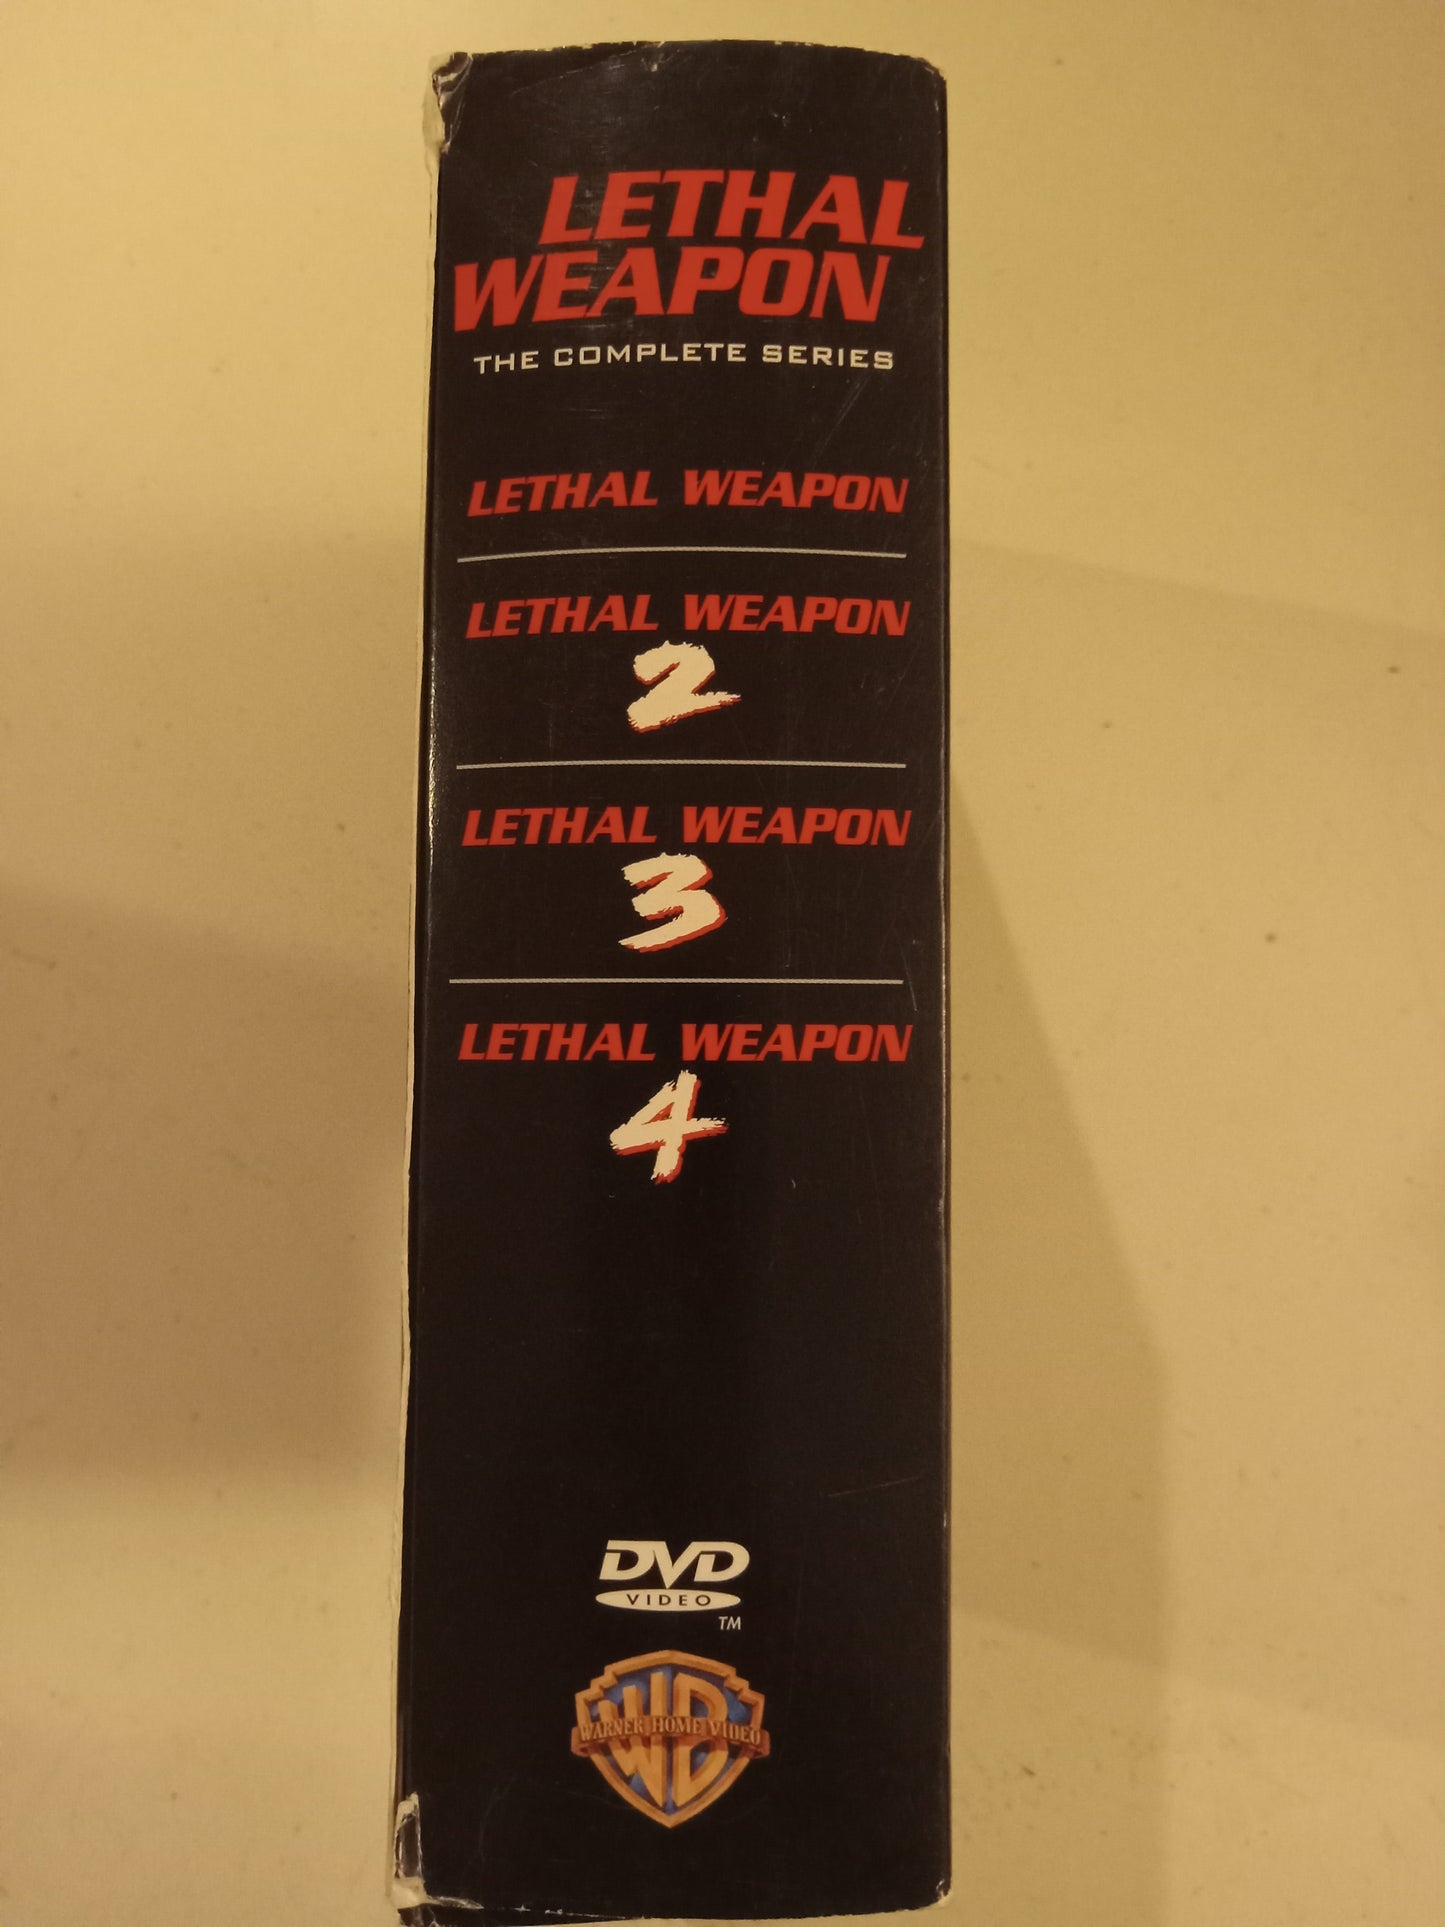 LETHAL
WEAPON
THE COMPLETE SERIES
LETHAL WEAPON
LETHAL WEAPON
2
LETHAL WEAPON
3
LETHAL WEAPON
4
DVD
VIDEO
TM
WB
WARNER HOME VIDEO